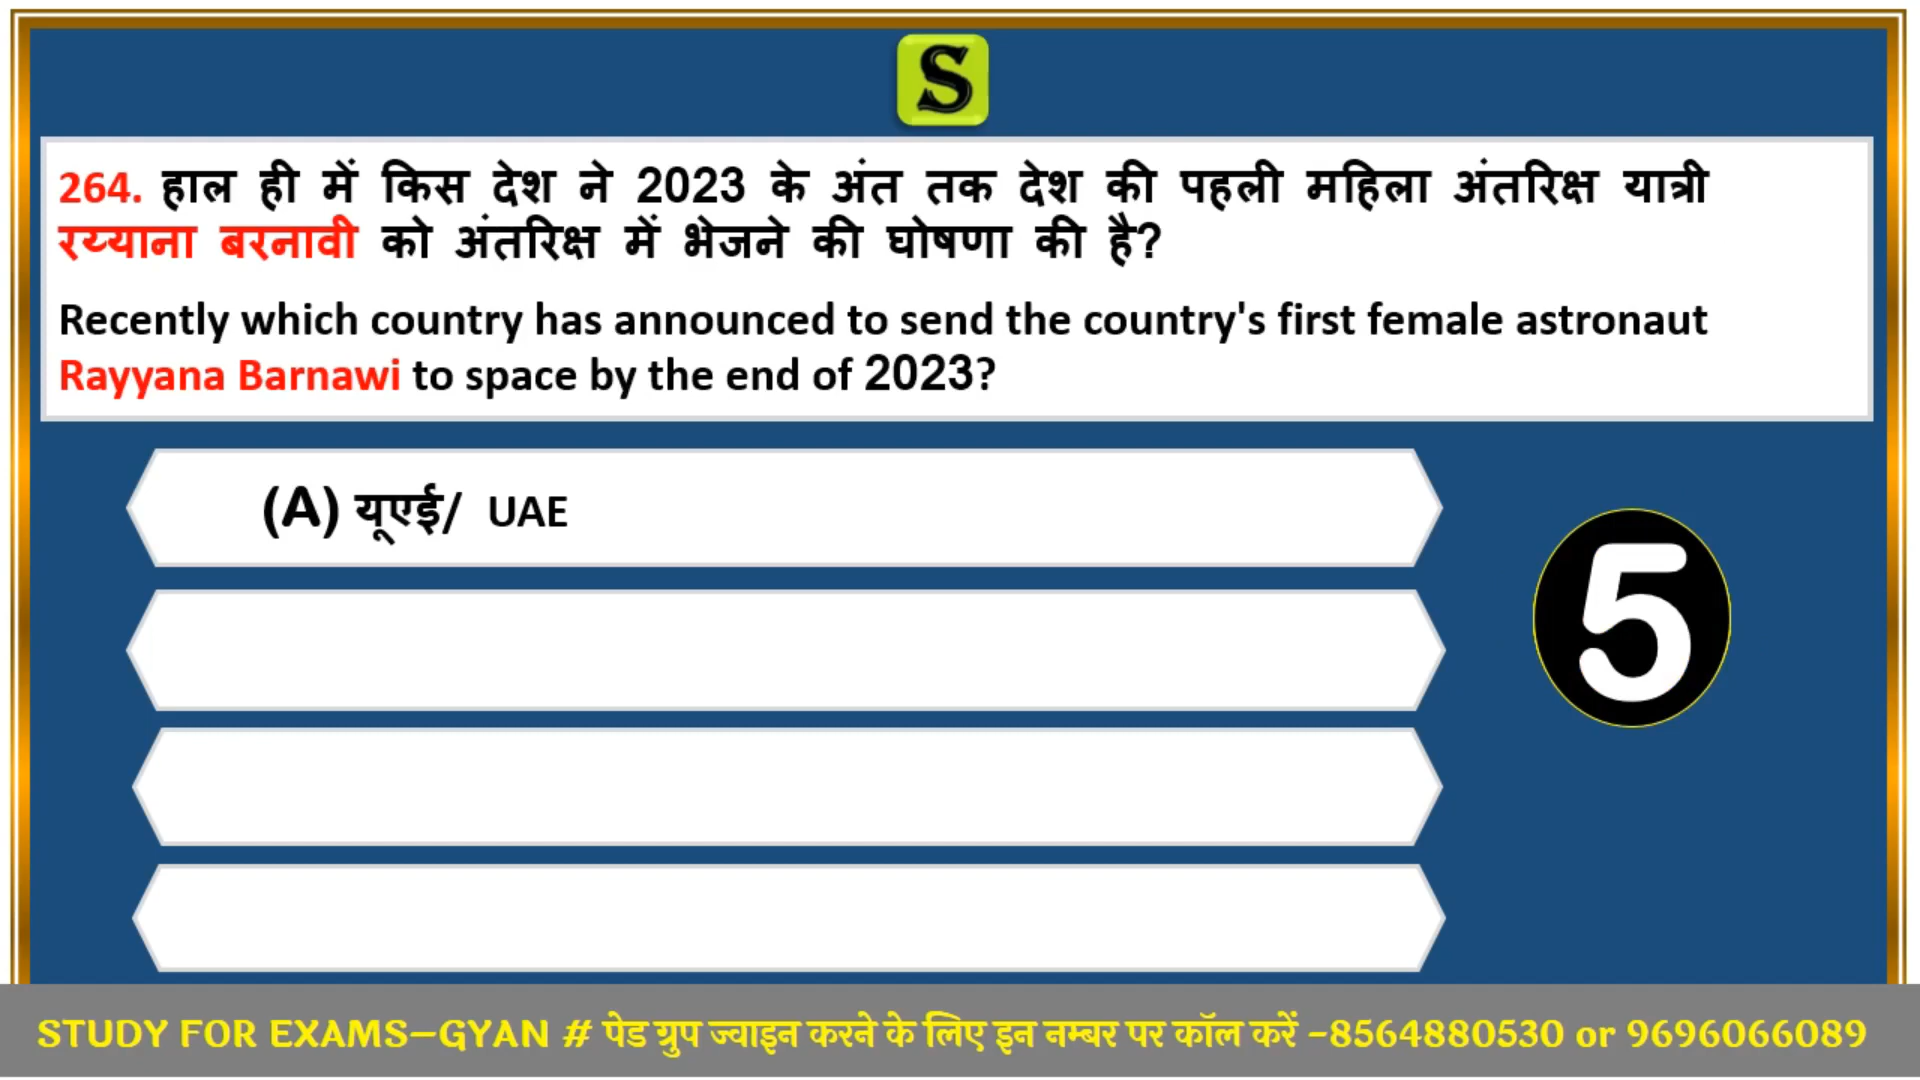 S
264. हाल ही में किस देश ने 2023 के अंत तक देश की पहली महिला अंतरिक्ष यात्री
रय्याना बरनावी को अंतरिक्ष में भेजने की घोषणा की है?
Recently which country has announced to send the country's first female astronaut
Rayyana Barnawi to space by the end of 2023?
(A) यूएई/ UAE
5
STUDY FOR EXAMS–GYAN # पेड ग्रुप ज्वाइन करने के लिए इन नम्बर पर कॉल करें –8564880530 or 9696066089